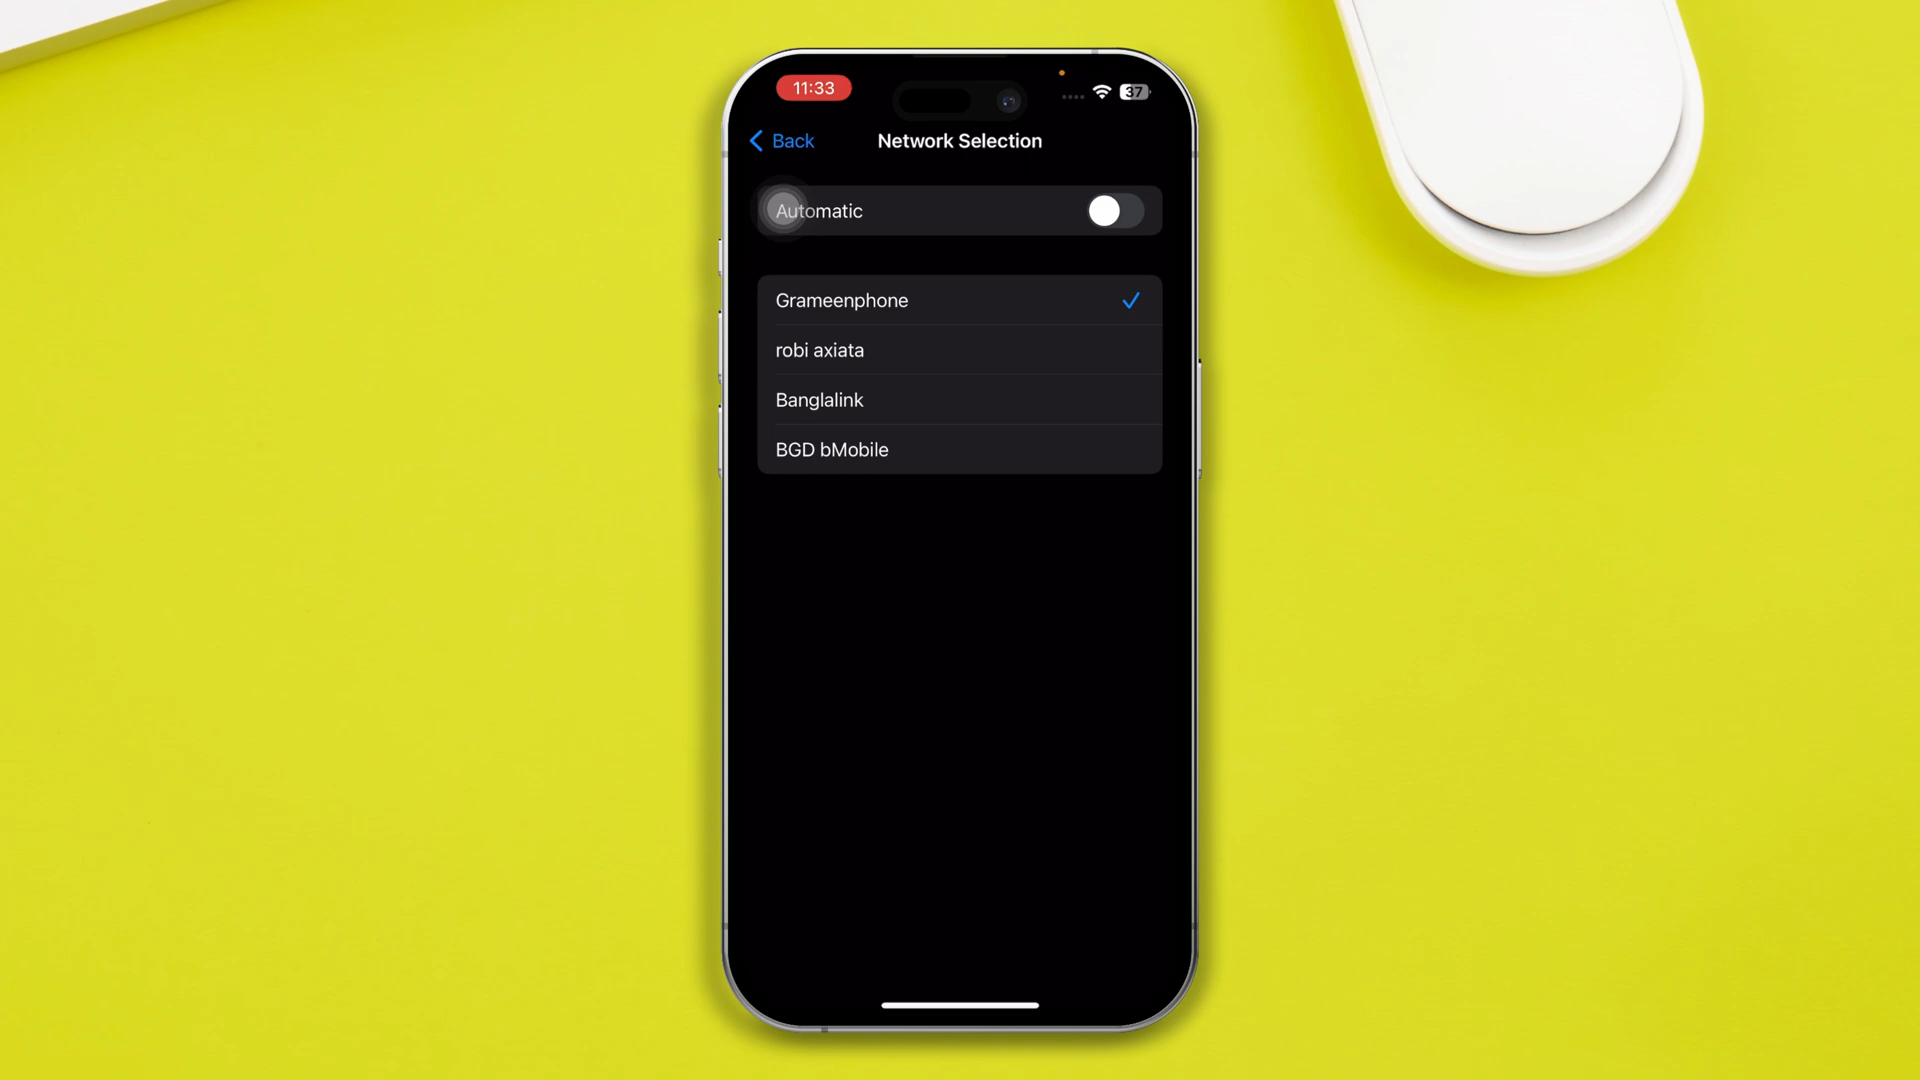 11:33
37
Back
Network Selection
Automatic
Grameenphone
robi axiata
Banglalink
BGD bMobile